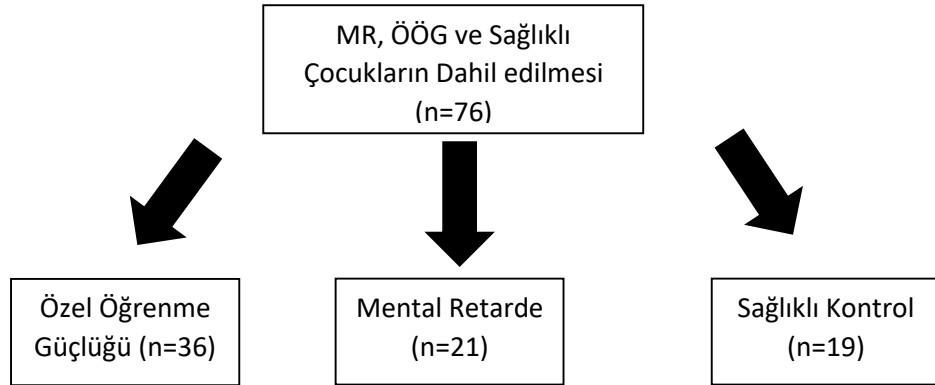 MR, ÖÖG ve Sağlıklı
Çocukların Dahil edilmesi
(n=76)
Özel Öğrenme
Güçlüğü (n=36)
Mental Retarde
(n=21)
Sağlıklı Kontrol
(n=19)